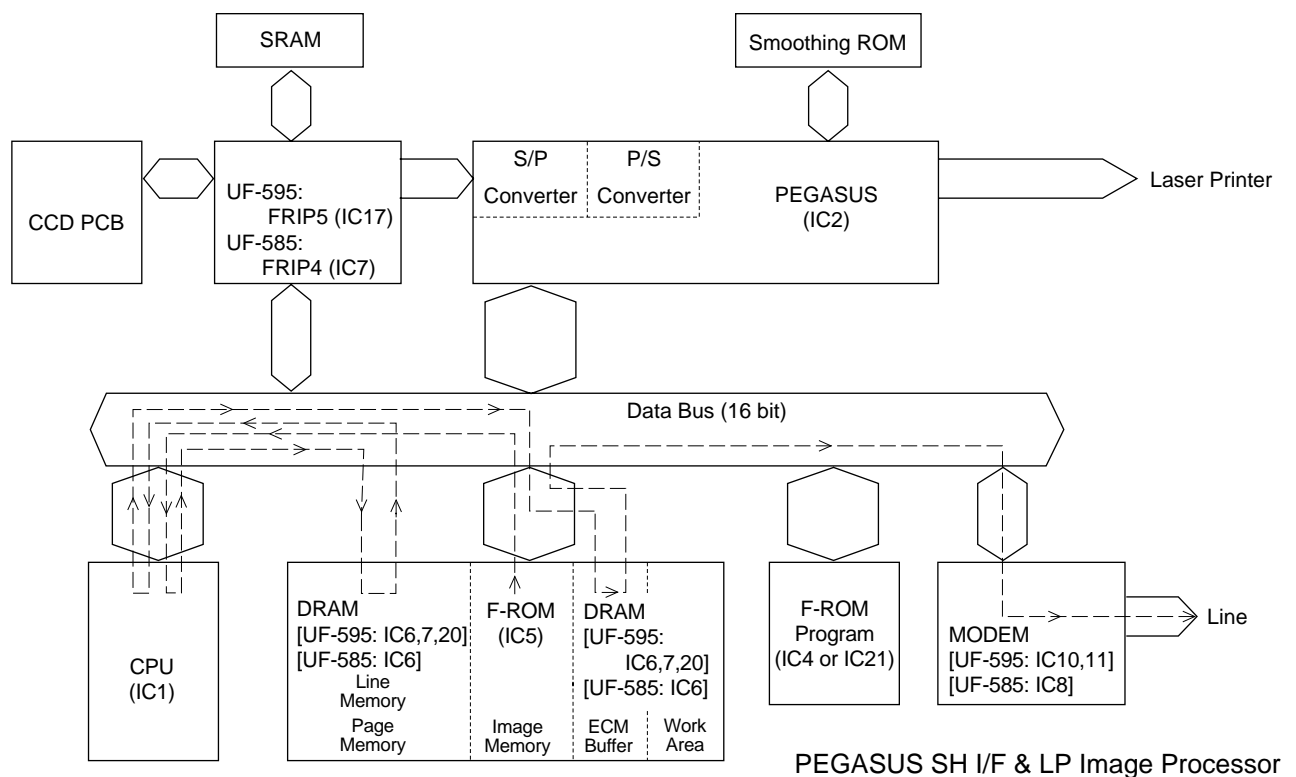 SRAM
Smoothing ROM
CCD PCB
UF-595:
FRIP5 (IC17)
UF-585:
FRIP4 (IC7)
S/P
Converter
P/S
Converter
PEGASUS
(IC2)
Laser Printer
Data Bus (16 bit)
CPU
(IC1)
DRAM
[UF-595: IC6,7,20]
[UF-585: IC6]
Line
Memory
Page
Memory
F-ROM
(IC5)
Image
Memory
DRAM
[UF-595:
IC6,7,20]
[UF-585: IC6]
ECM
Buffer
Work
Area
F-ROM
Program
(IC4 or IC21)
MODEM
[UF-595: IC10,11]
[UF-585: IC8]
Line
PEGASUS SH I/F & LP Image Processor